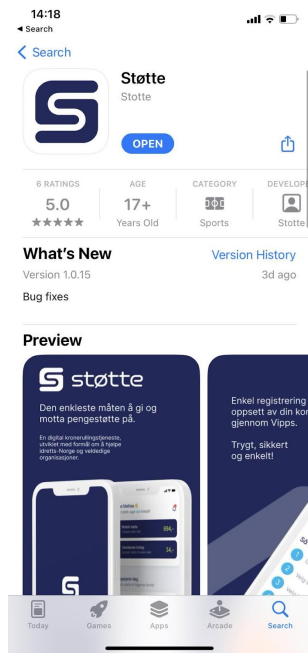 14:18
◄ Search
Search
Støtte
Stotte
OPEN
6 RATINGS
5.0
AGE
17+
Years Old
CATEGORY
Sports
DEVELOPE
Stotte
What's New
Version History
Version 1.0.15
3d ago
Bug fixes
Preview
støtte
Den enkleste måten å gi og
motta pengestøtte på.
En digital kronerullingstjeneste,
utviklet med formål om å hjelpe
idretts-Norge og veldedige
organisasjoner.
Enkel registrering
oppsett av din kon
gjennom Vipps.
Trygt, sikkert
og enkelt!
Today
Games
Apps
Arcade
Search